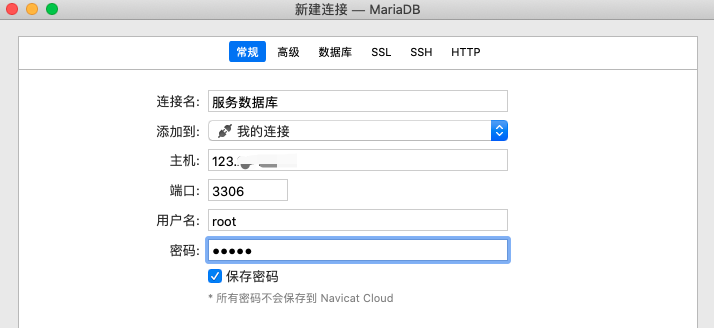 新建连接 — MariaDB
常规 高级 数据库 SSL SSH HTTP
连接名: 服务数据库
添加到: 我的连接
主机: 123.
端口: 3306
用户名: root
密码: •••••
保存密码
* 所有密码不会保存到 Navicat Cloud